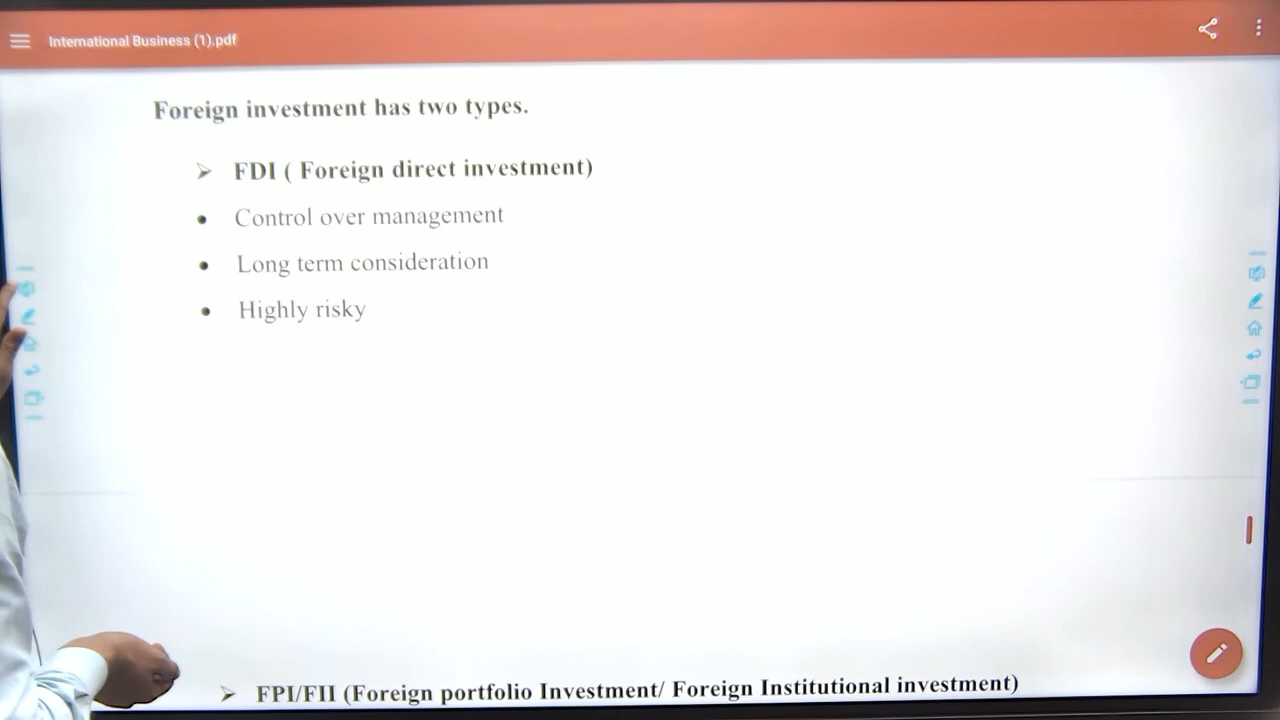 International Business (1).pdf
Foreign investment has two types.
FDI ( Foreign direct investment)
Control over management
Long term consideration
Highly risky
FPI/FII (Foreign portfolio Investment/ Foreign Institutional investment)